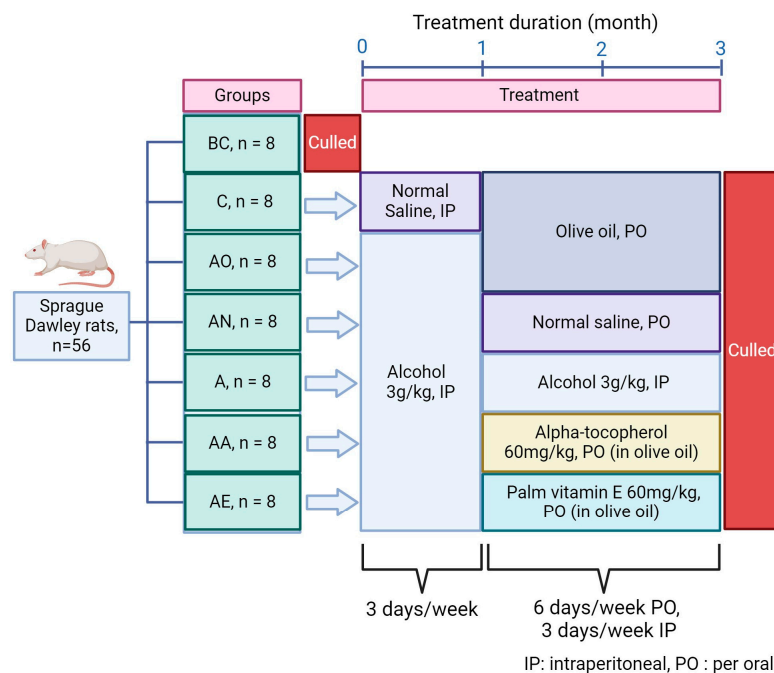 Treatment duration (month)
0 1 2 3
Groups
Treatment
BC, n = 8
Culled
C, n = 8
Normal
Saline, IP
Olive oil, PO
AO, n = 8
Sprague
Dawley rats,
n=56
AN, n = 8
Normal saline, PO
Culled
A, n = 8
Alcohol
3g/kg, IP
Alcohol 3g/kg, IP
AA, n = 8
Alpha-tocopherol
60mg/kg, PO (in olive oil)
AE, n = 8
Palm vitamin E 60mg/kg,
PO (in olive oil)
3 days/week
6 days/week PO,
3 days/week IP
IP: intraperitoneal, PO : per oral